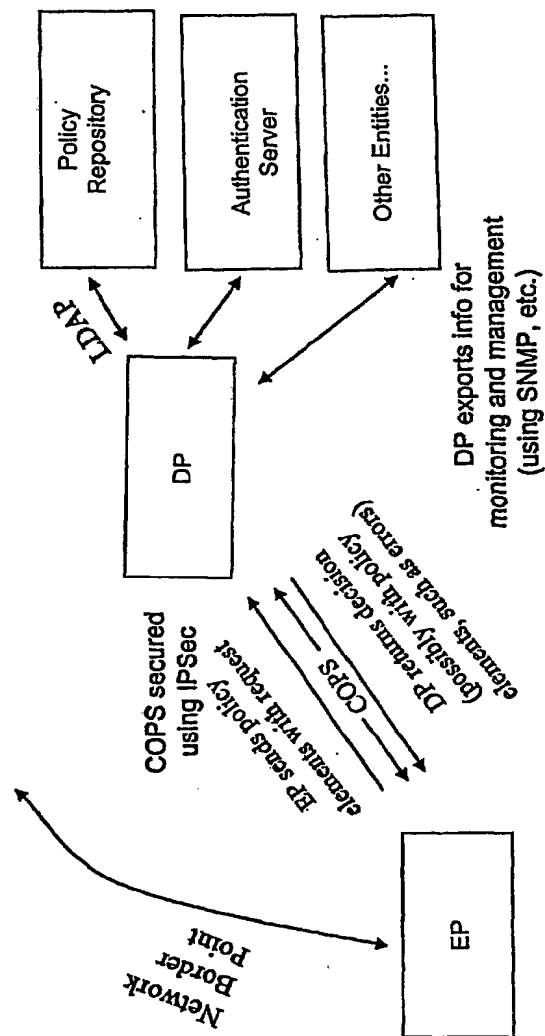 Policy
Repository
Authentication
Server
Other Entities...
LDAP
DP
DP exports info for
monitoring and management
(using SNMP, etc.)
COPS secured
using IPSec
EP sends policy
elements with request
COPS
DP returns decision
(possibly with policy
elements, such as errors)
Network
Border
Point
EP